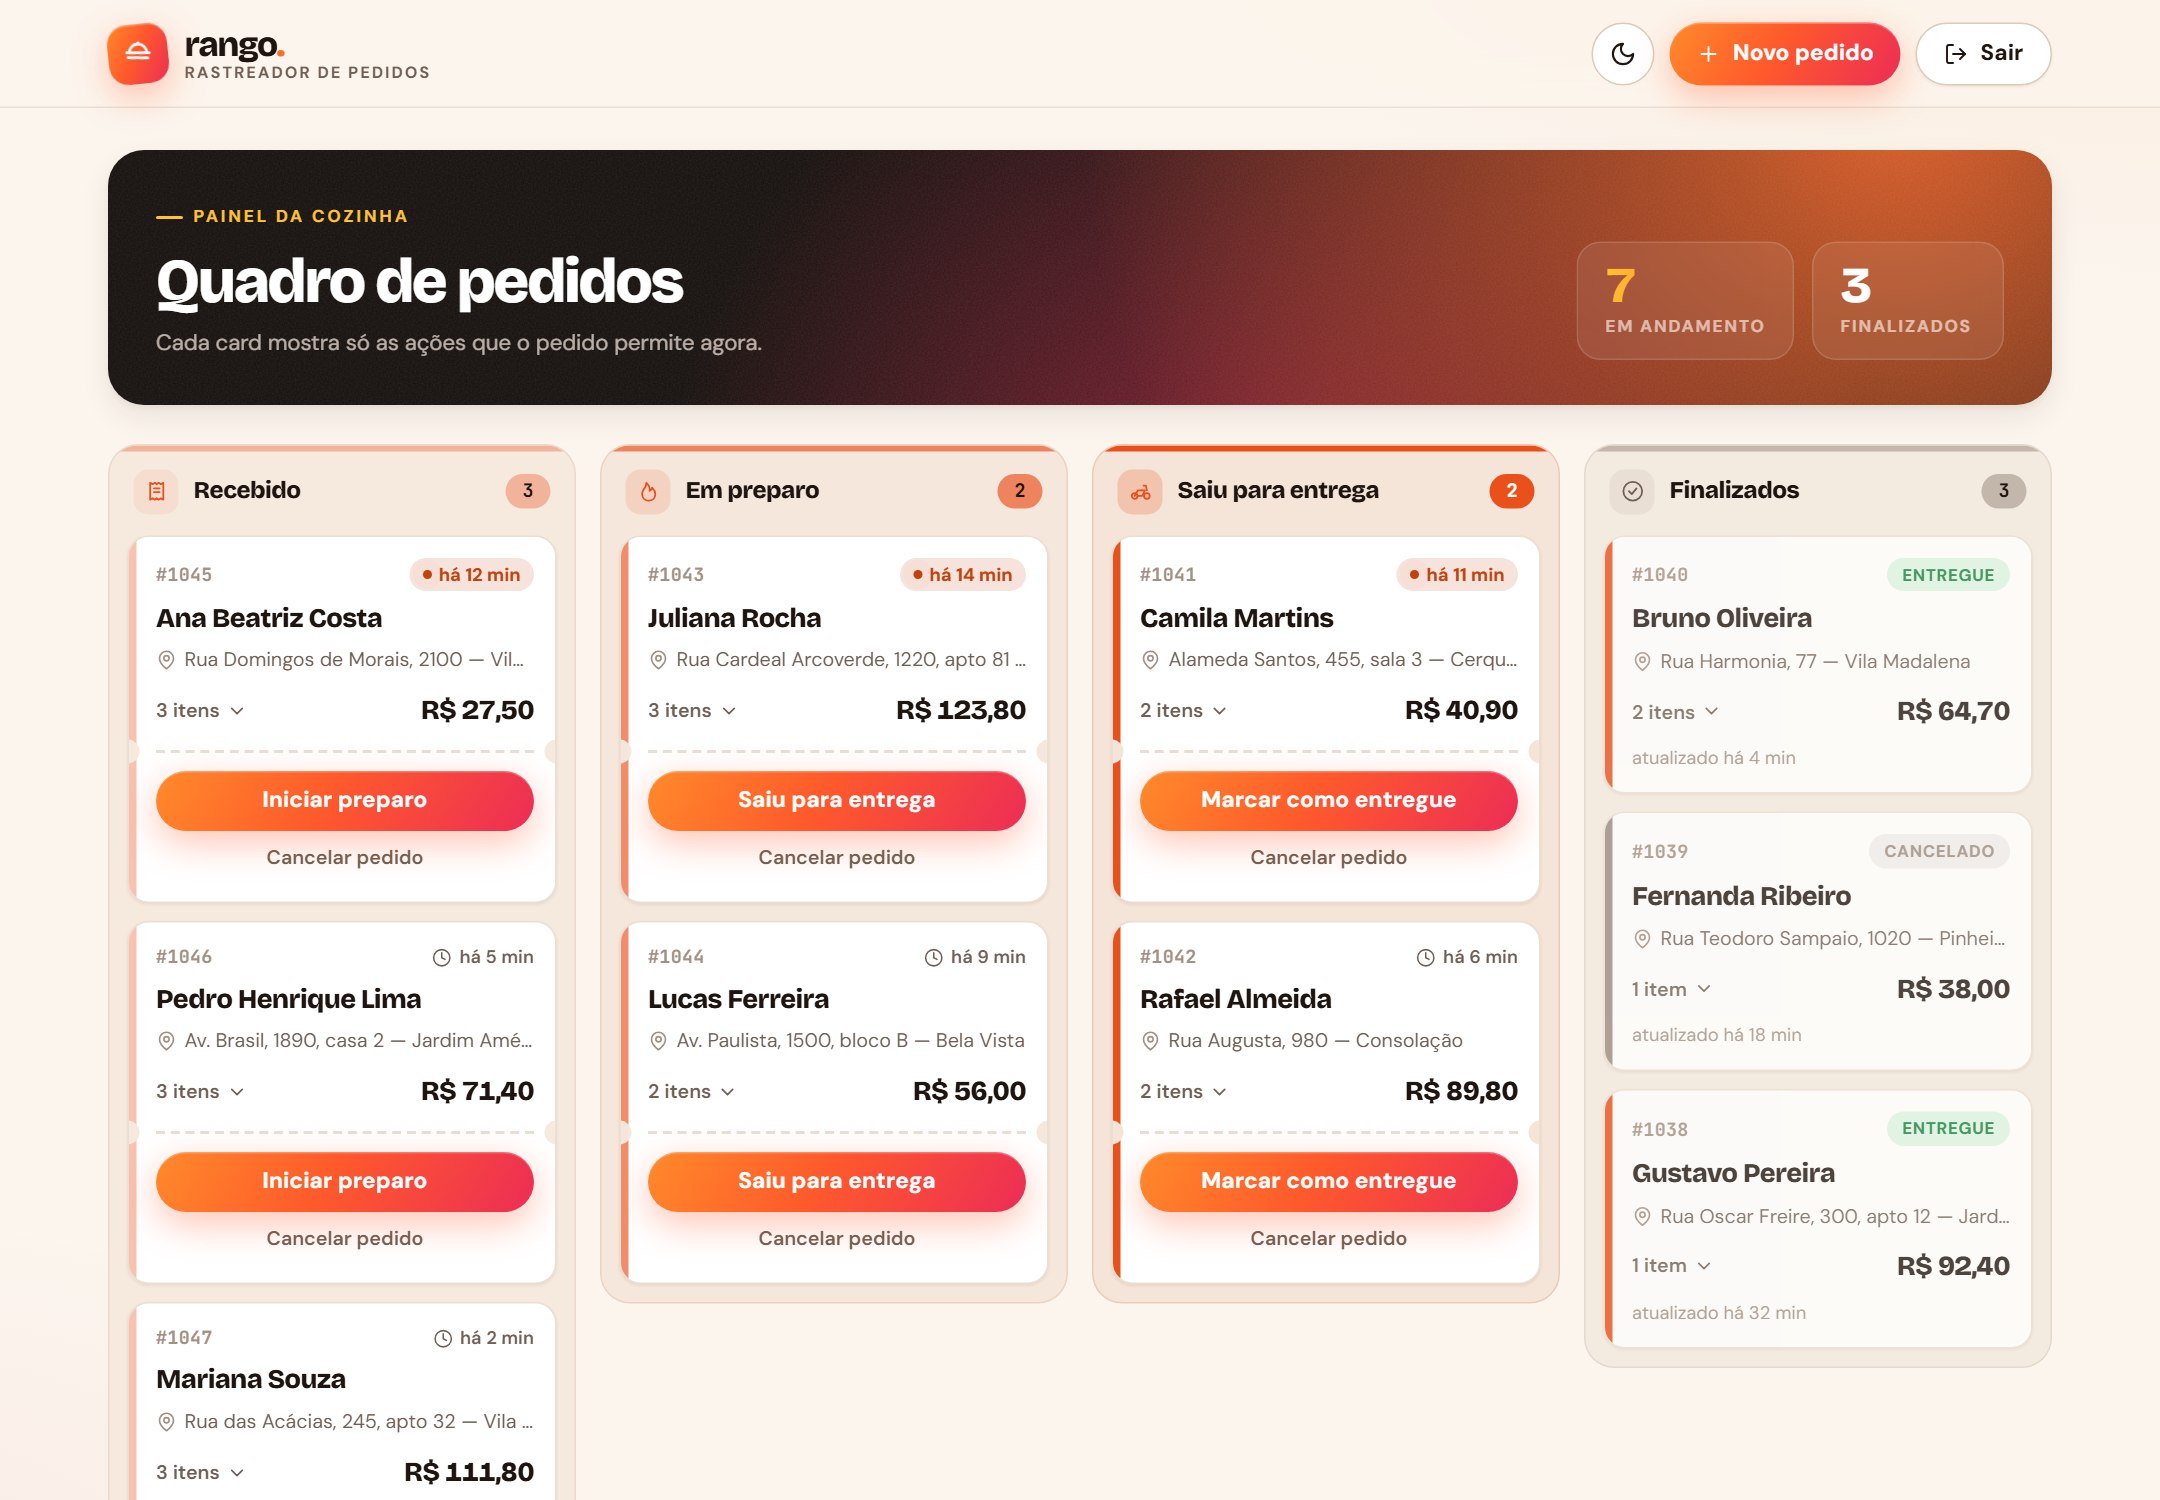 rango.
RASTREADOR DE PEDIDOS
Novo pedido
Sair
PAINEL DA COZINHA
Quadro de pedidos
Cada card mostra só as ações que o pedido permite agora.
7
EM ANDAMENTO
3
FINALIZADOS
Recebido
3
#1045
há 12 min
Ana Beatriz Costa
Rua Domingos de Morais, 2100 — Vil...
3 itens
R$ 27,50
Iniciar preparo
Cancelar pedido
#1046
há 5 min
Pedro Henrique Lima
Av. Brasil, 1890, casa 2 — Jardim Amé...
3 itens
R$ 71,40
Iniciar preparo
Cancelar pedido
#1047
há 2 min
Mariana Souza
Rua das Acácias, 245, apto 32 — Vila ...
3 itens
R$ 111,80
Em preparo
2
#1043
há 14 min
Juliana Rocha
Rua Cardeal Arcoverde, 1220, apto 81 ...
3 itens
R$ 123,80
Saiu para entrega
Cancelar pedido
#1044
há 9 min
Lucas Ferreira
Av. Paulista, 1500, bloco B — Bela Vista
2 itens
R$ 56,00
Saiu para entrega
Cancelar pedido
Saiu para entrega
2
#1041
há 11 min
Camila Martins
Alameda Santos, 455, sala 3 — Cerqu...
2 itens
R$ 40,90
Marcar como entregue
Cancelar pedido
#1042
há 6 min
Rafael Almeida
Rua Augusta, 980 — Consolação
2 itens
R$ 89,80
Marcar como entregue
Cancelar pedido
Finalizados
3
#1040
ENTREGUE
Bruno Oliveira
Rua Harmonia, 77 — Vila Madalena
2 itens
R$ 64,70
atualizado há 4 min
#1039
CANCELADO
Fernanda Ribeiro
Rua Teodoro Sampaio, 1020 — Pinhei...
1 item
R$ 38,00
atualizado há 18 min
#1038
ENTREGUE
Gustavo Pereira
Rua Oscar Freire, 300, apto 12 — Jard...
1 item
R$ 92,40
atualizado há 32 min